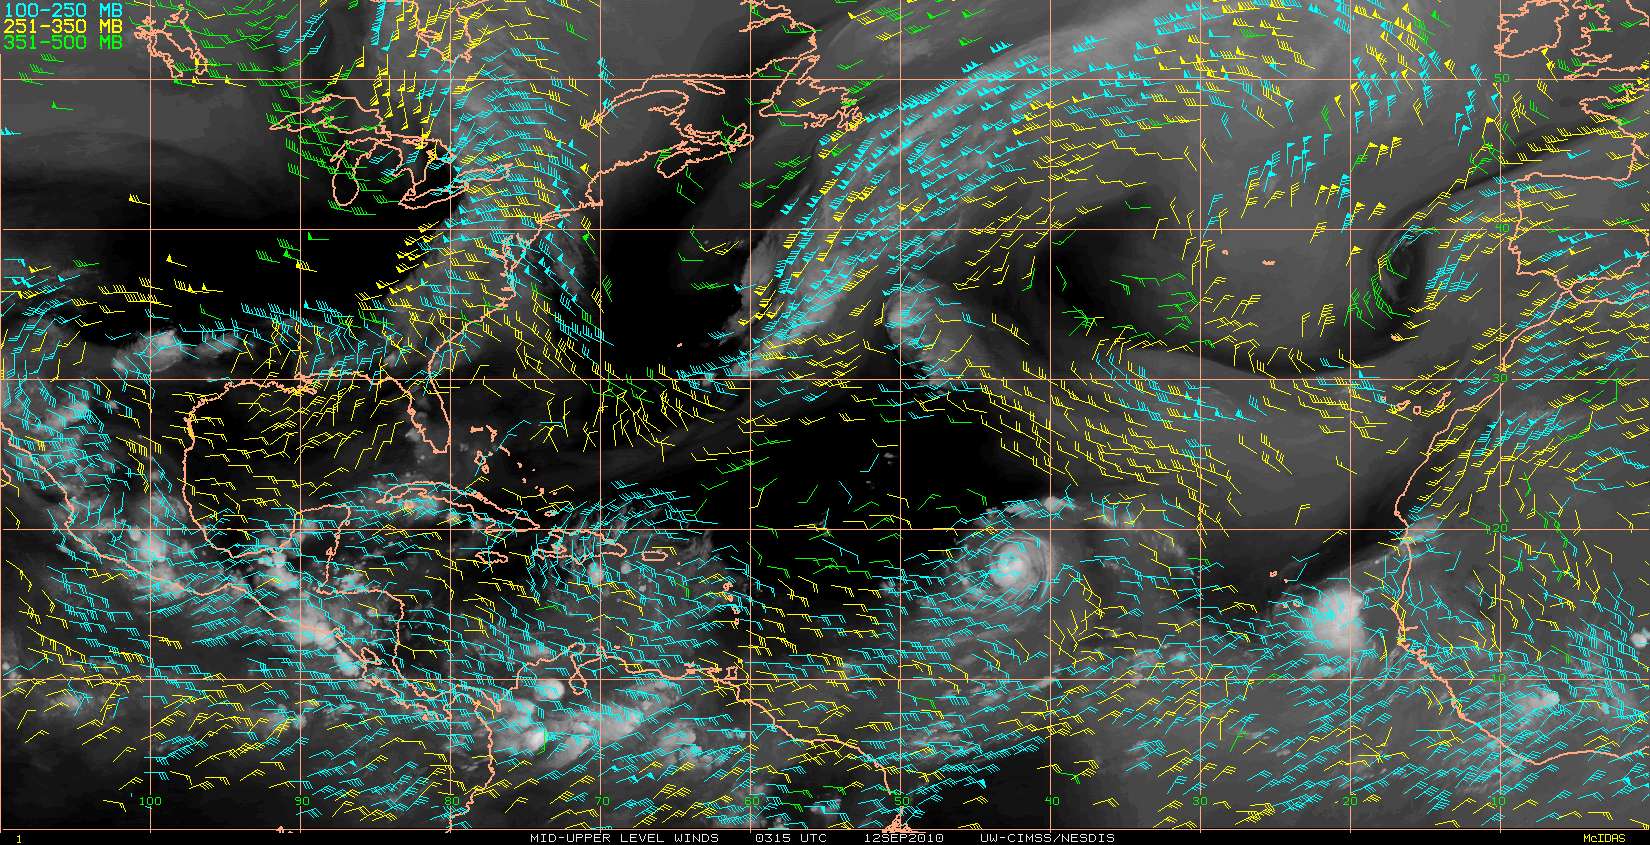 100-250 MB
251-350 MB
351-500 MB
50
40
30
20
10
100 90 80 70 60 50 40 30 20 10
1 MID-UPPER LEVEL WINDS 0315 UTC 12SEP2010 UW-CIMSS/NESDIS McIDAS